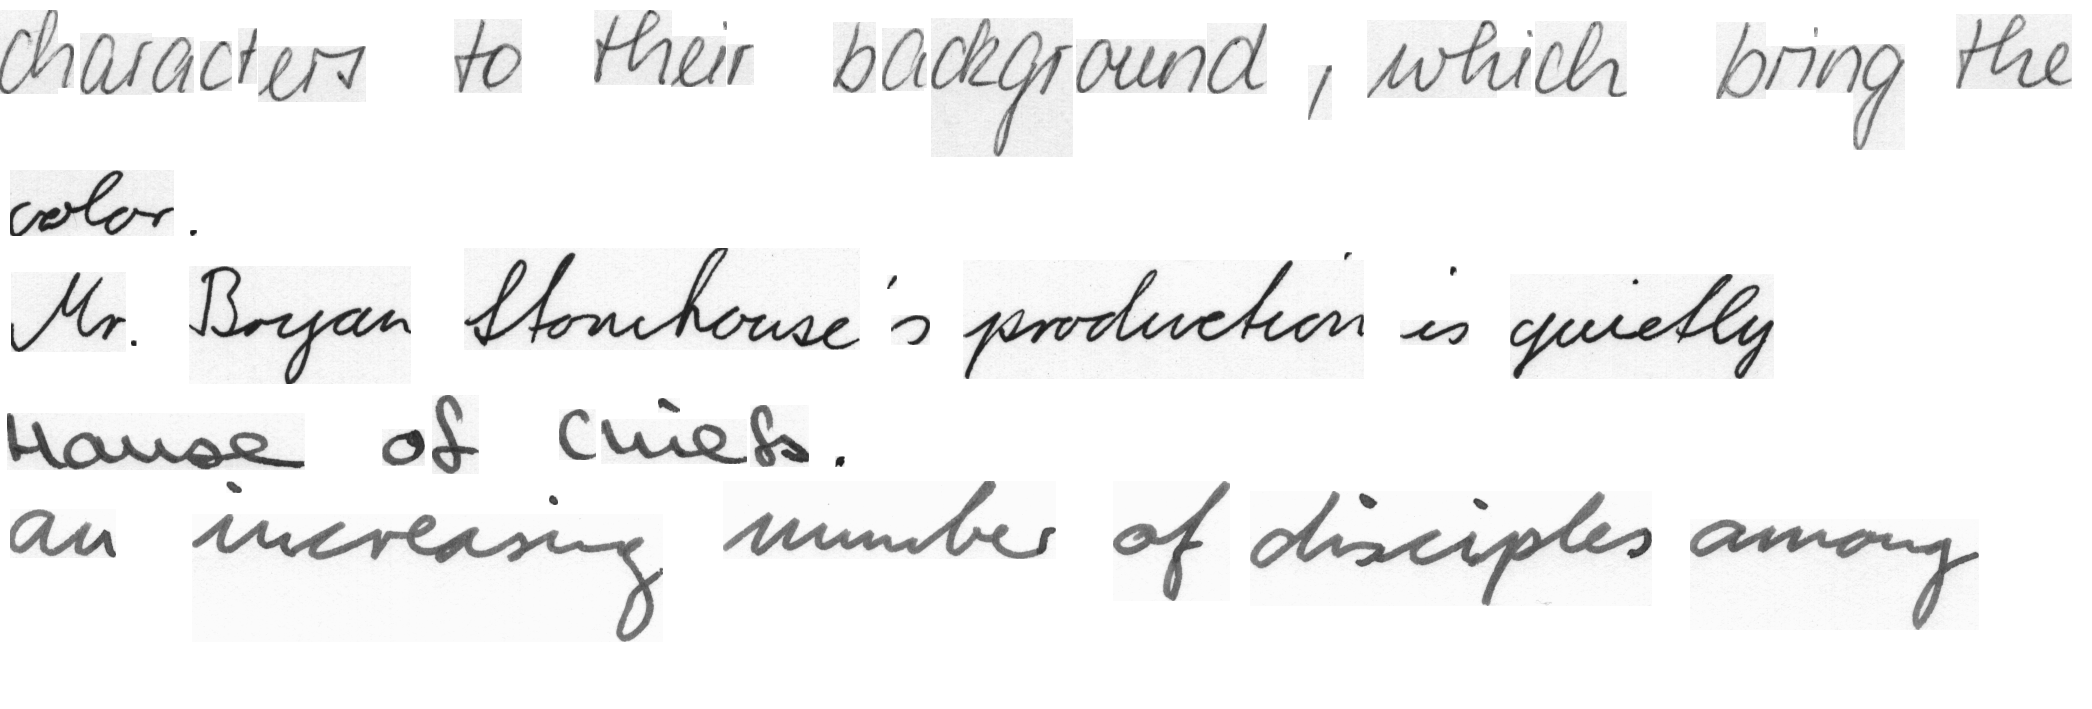 characters to their background, which bring the
color.
Mr. Bryan Stonehouse's production is quietly
House of Chiefs.
an increasing number of disciples among